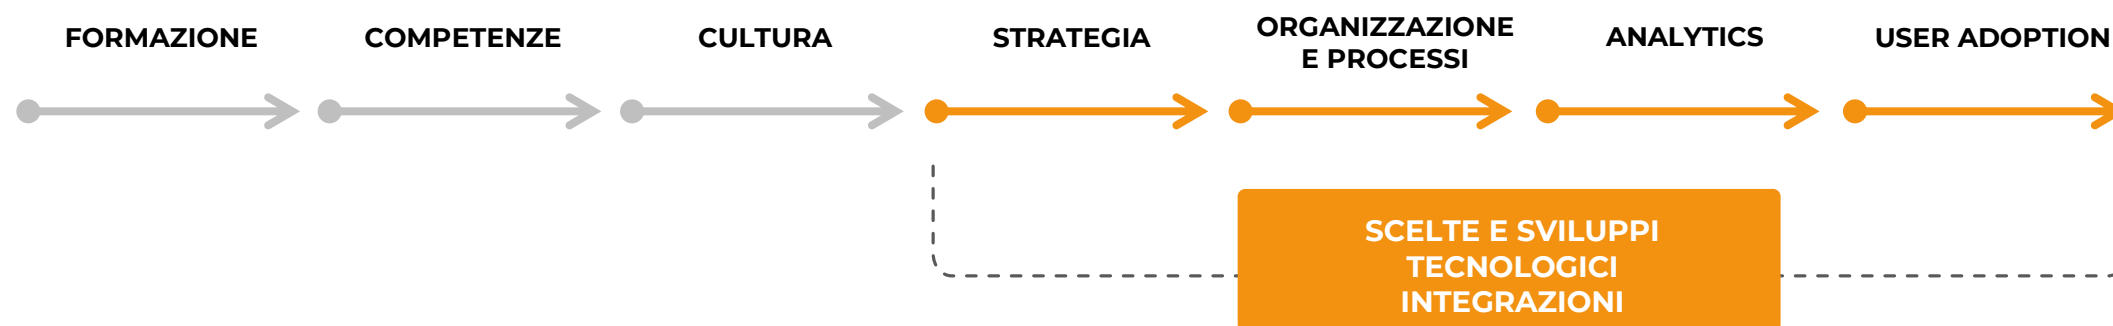 FORMAZIONE
COMPETENZE
CULTURA
STRATEGIA
ORGANIZZAZIONE
E PROCESSI
ANALYTICS
USER ADOPTION
SCELTE E SVILUPPI
TECNOLOGICI
INTEGRAZIONI